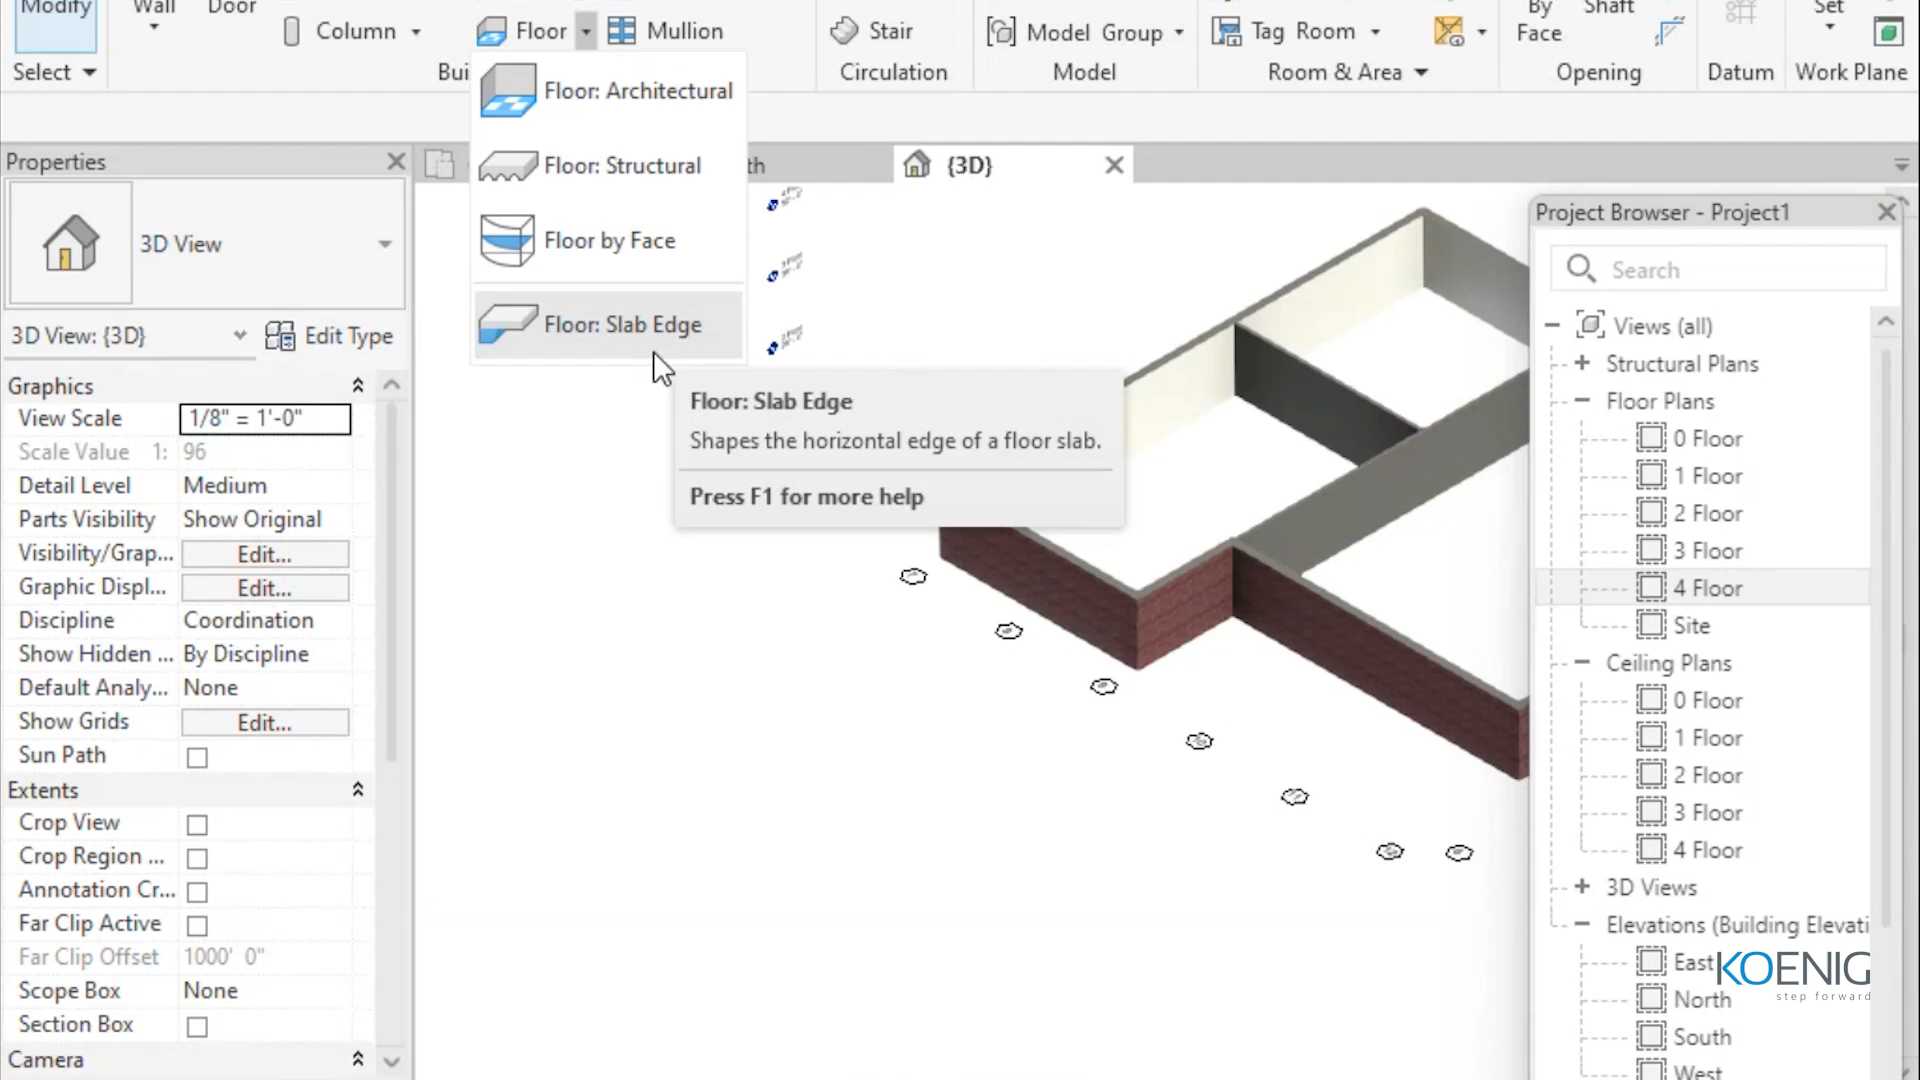 Modify
Wall
Door
Column
Floor
Mullion
Stair
Model Group
Tag Room
By
Face
Shaft
Set
Select
Bui
Circulation
Model
Room & Area
Opening
Datum
Work Plane
Floor: Architectural
Floor: Structural
Floor by Face
Floor: Slab Edge
Floor: Slab Edge
Shapes the horizontal edge of a floor slab.
Press F1 for more help
th
{3D}
Properties
3D View
3D View: {3D}
Edit Type
Graphics
View Scale 1/8" = 1'-0"
Scale Value 1: 96
Detail Level Medium
Parts Visibility Show Original
Visibility/Grap... Edit...
Graphic Displ... Edit...
Discipline Coordination
Show Hidden ... By Discipline
Default Analy... None
Show Grids Edit...
Sun Path
Extents
Crop View
Crop Region ...
Annotation Cr...
Far Clip Active
Far Clip Offset 1000' 0"
Scope Box None
Section Box
Camera
Project Browser - Project1
Search
Views (all)
Structural Plans
Floor Plans
0 Floor
1 Floor
2 Floor
3 Floor
4 Floor
Site
Ceiling Plans
0 Floor
1 Floor
2 Floor
3 Floor
4 Floor
3D Views
Elevations (Building Elevati
East
North
South
West
KOENIG
step forward